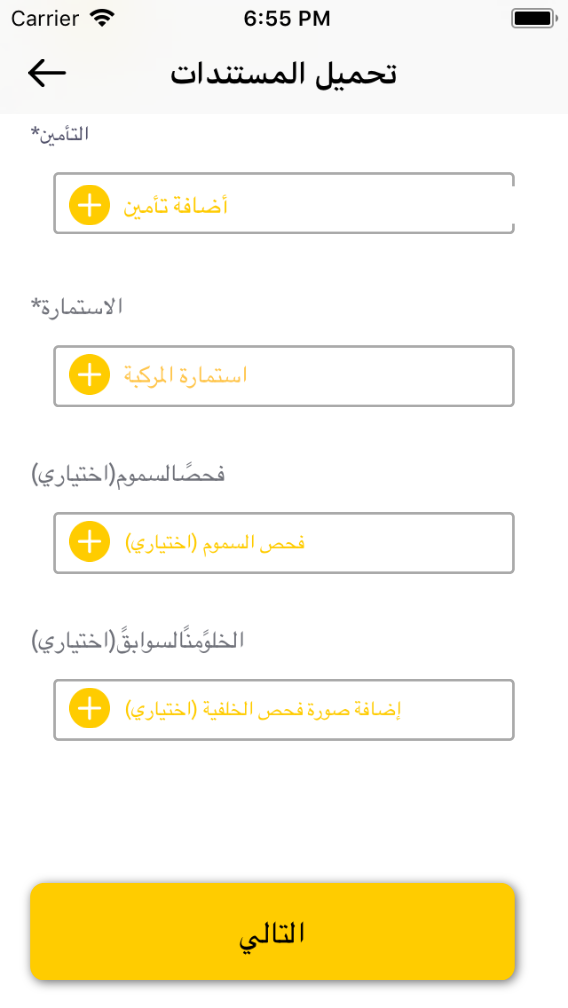 Carrier 6:55 PM
تحميل المستندات
التأمين*
أضافة تأمين
الاستمارة*
استمارة المركبة
فحصًالسموم(اختياري)
فحص السموم (اختياري)
الخلوًمنًالسوابقً(اختياري)
إضافة صورة فحص الخلفية (اختياري)
التالي